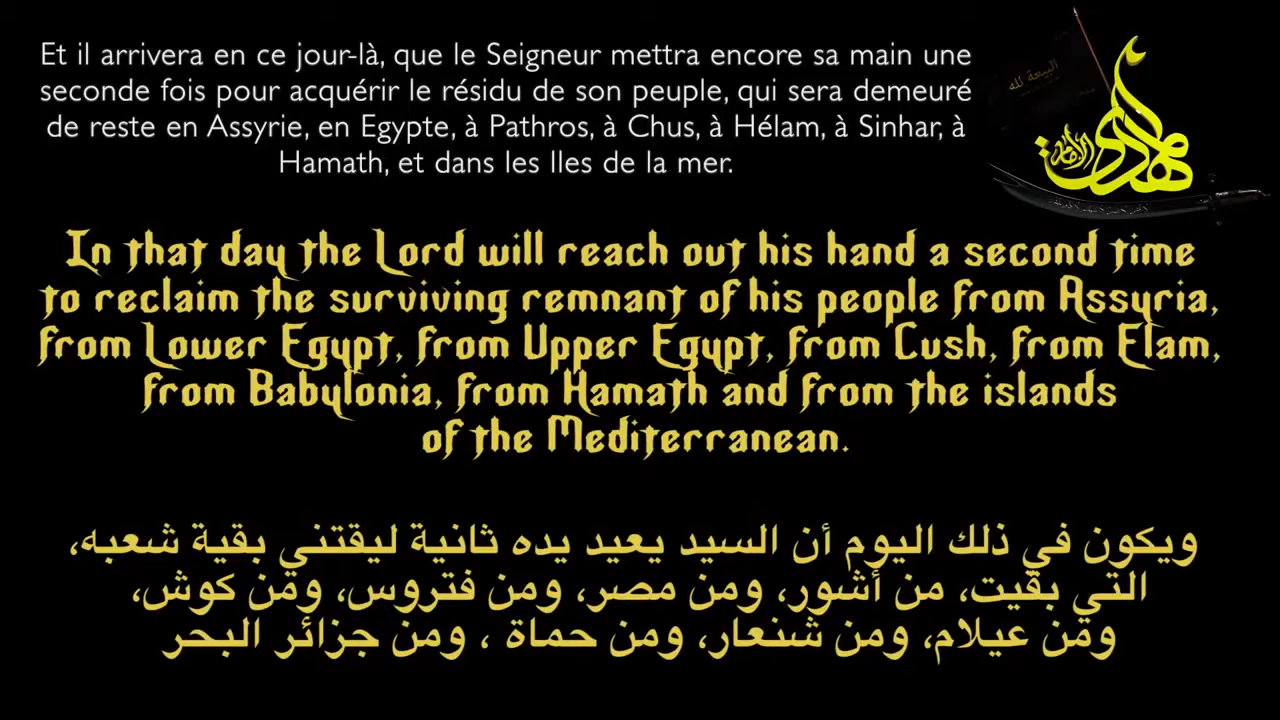 Et il arrivera en ce jour-là, que le Seigneur mettra encore sa main une
seconde fois pour acquérir le résidu de son peuple, qui sera demeuré
de reste en Assyrie, en Egypte, à Pathros, à Chus, à Hélam, à Sinhar, à
Hamath, et dans les lles de la mer.
البيعة لله
الإمام
المهدي
In that day the Lord will reach out his hand a second time
to reclaim the surviving remnant of his people from Assyria,
from Lower Egypt, from Upper Egypt, from Cush, from Elam,
from Babylonia, from Hamath and from the islands
of the Mediterranean.
ويكون في ذلك اليوم أن السيد يعيد يده ثانية ليقتني بقية شعبه،
التي بقيت، من أشور، ومن مصر، ومن فتروس، ومن كوش،
ومن عيلام، ومن شنعار، ومن حماة ، ومن جزائر البحر